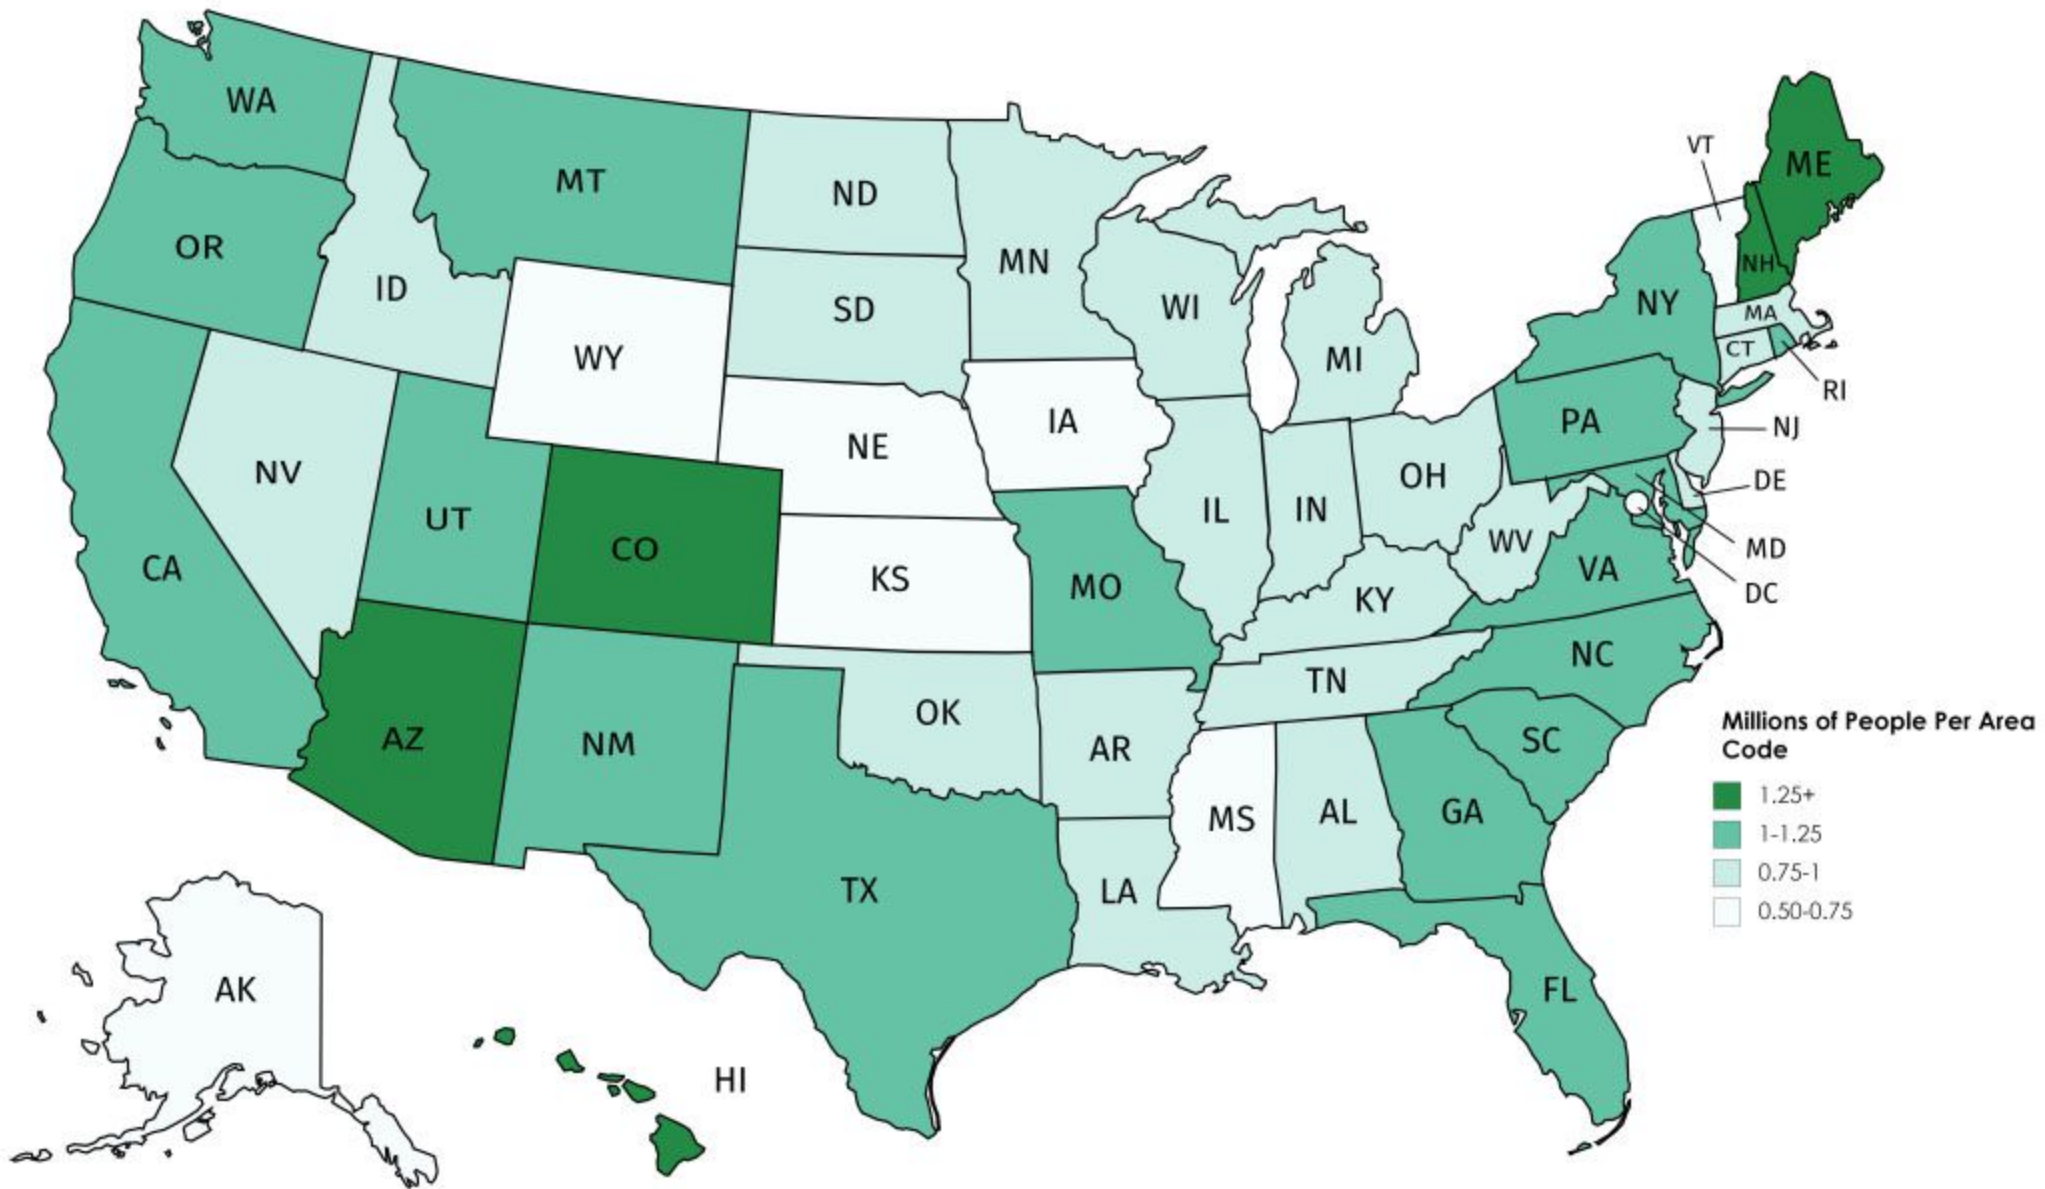 WA
MT
ND
MN
OR
ID
SD
WI
MI
WY
VT
ME
NH
NY
MA
CT
RI
NV
UT
CO
NE
IA
IL
IN
OH
PA
NJ
DE
MD
DC
CA
KS
MO
KY
WV
VA
AZ
NM
OK
AR
TN
NC
SC
TX
LA
MS
AL
GA
FL
AK
HI
Millions of People Per Area
Code
1.25+
1-1.25
0.75-1
0.50-0.75